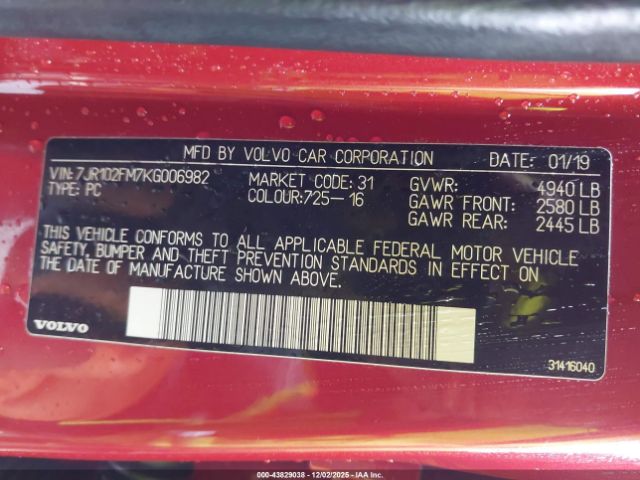 MFD BY VOLVO CAR CORPORATION DATE: 01/19
VIN:7JR102FM7KG006982 MARKET CODE: 31 GVWR: 4940 LB
TYPE: PC COLOUR:725-16 GAWR FRONT: 2580 LB
GAWR REAR: 2445 LB
THIS VEHICLE CONFORMS TO ALL APPLICABLE FEDERAL MOTOR VEHICLE
SAFETY, BUMPER AND THEFT PREVENTION STANDARDS IN EFFECT ON
THE DATE OF MANUFACTURE SHOWN ABOVE.
VOLVO
31416040
000-43829038 - 12/02/2025 - IAA Inc.